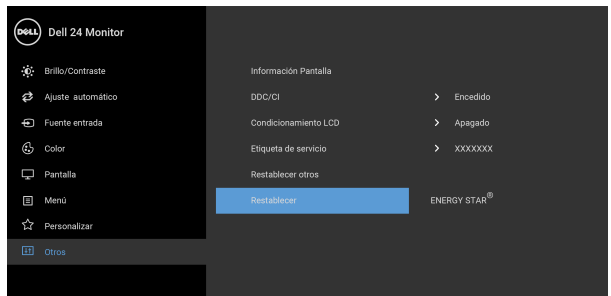 DELL Dell 24 Monitor
Brillo/Contraste
Información Pantalla
Ajuste automático
DDC/CI > Encedido
Fuente entrada
Condicionamiento LCD > Apagado
Color
Etiqueta de servicio > XXXXXXX
Pantalla
Restablecer otros
Menú
Restablecer ENERGY STAR®
Personalizar
Otros